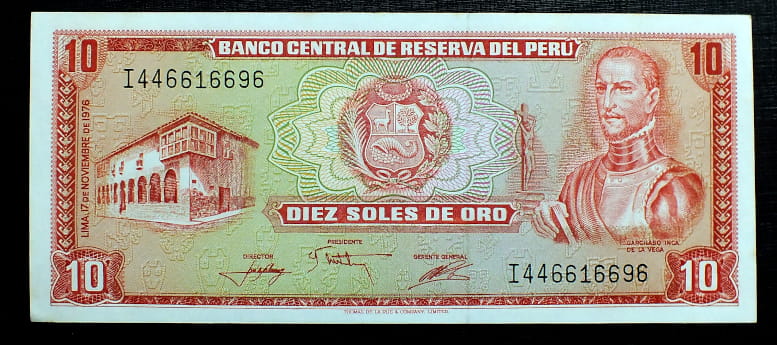 10
BANCO CENTRAL DE RESERVA DEL PERÚ
10
I446616696
LIMA, 17 DE NOVIEMBRE DE 1976
DIEZ SOLES DE ORO
GARCILASO INCA
DE LA VEGA
PRESIDENTE
DIRECTOR
GERENTE GENERAL
I446616696
10
10
THOMAS DE LA RUE & COMPANY, LIMITED.